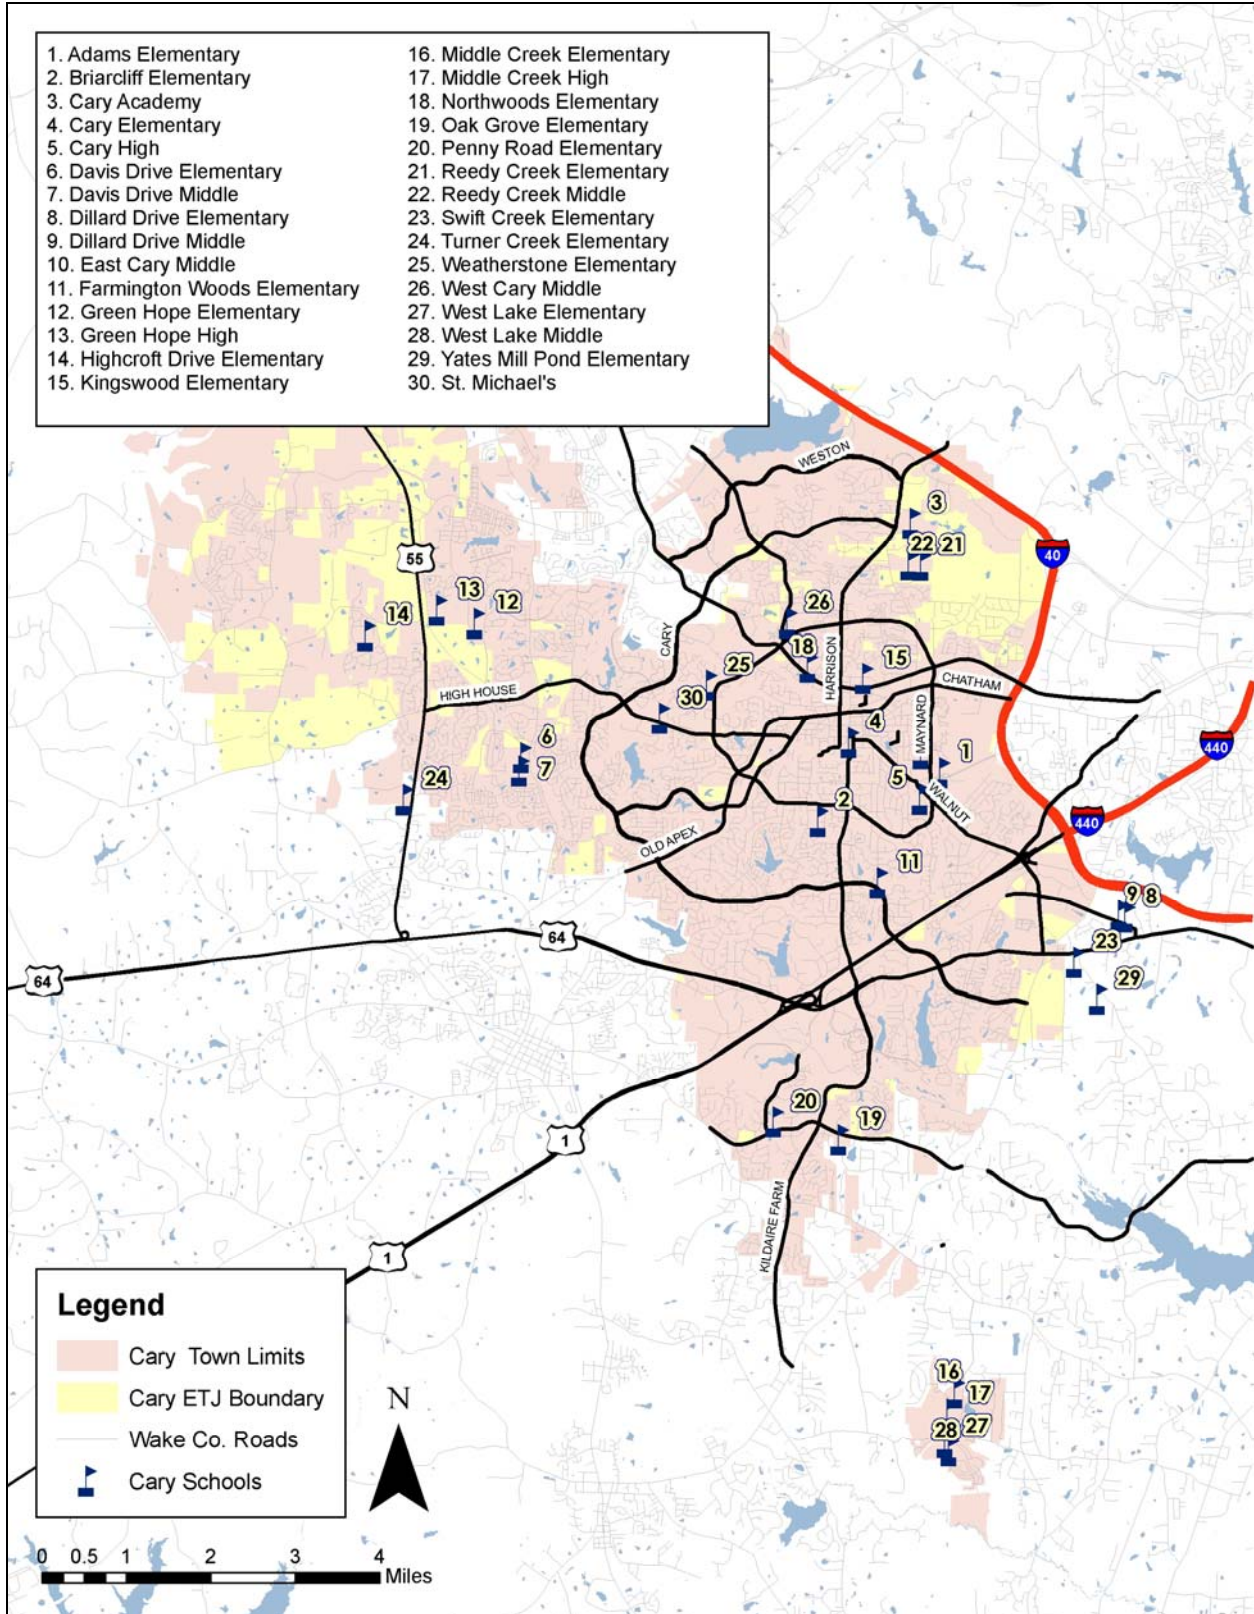 1. Adams Elementary
2. Briarcliff Elementary
3. Cary Academy
4. Cary Elementary
5. Cary High
6. Davis Drive Elementary
7. Davis Drive Middle
8. Dillard Drive Elementary
9. Dillard Drive Middle
10. East Cary Middle
11. Farmington Woods Elementary
12. Green Hope Elementary
13. Green Hope High
14. Highcroft Drive Elementary
15. Kingswood Elementary
16. Middle Creek Elementary
17. Middle Creek High
18. Northwoods Elementary
19. Oak Grove Elementary
20. Penny Road Elementary
21. Reedy Creek Elementary
22. Reedy Creek Middle
23. Swift Creek Elementary
24. Turner Creek Elementary
25. Weatherstone Elementary
26. West Cary Middle
27. West Lake Elementary
28. West Lake Middle
29. Yates Mill Pond Elementary
30. St. Michael's
WESTON
3
22 21
40
55
13 12
14
26
CARY
18
HARRISON
15
25
30
HIGH HOUSE
CHATHAM
MAYNARD
4
440
6
7
1
5
WALNUT
24
2
440
OLD APEX
11
9 8
64
23
64
29
20
19
1
KILDAIRE FARM
1
16
17
28 27
Legend
Cary Town Limits
Cary ETJ Boundary
Wake Co. Roads
Cary Schools
N
0 0.5 1 2 3 4
Miles